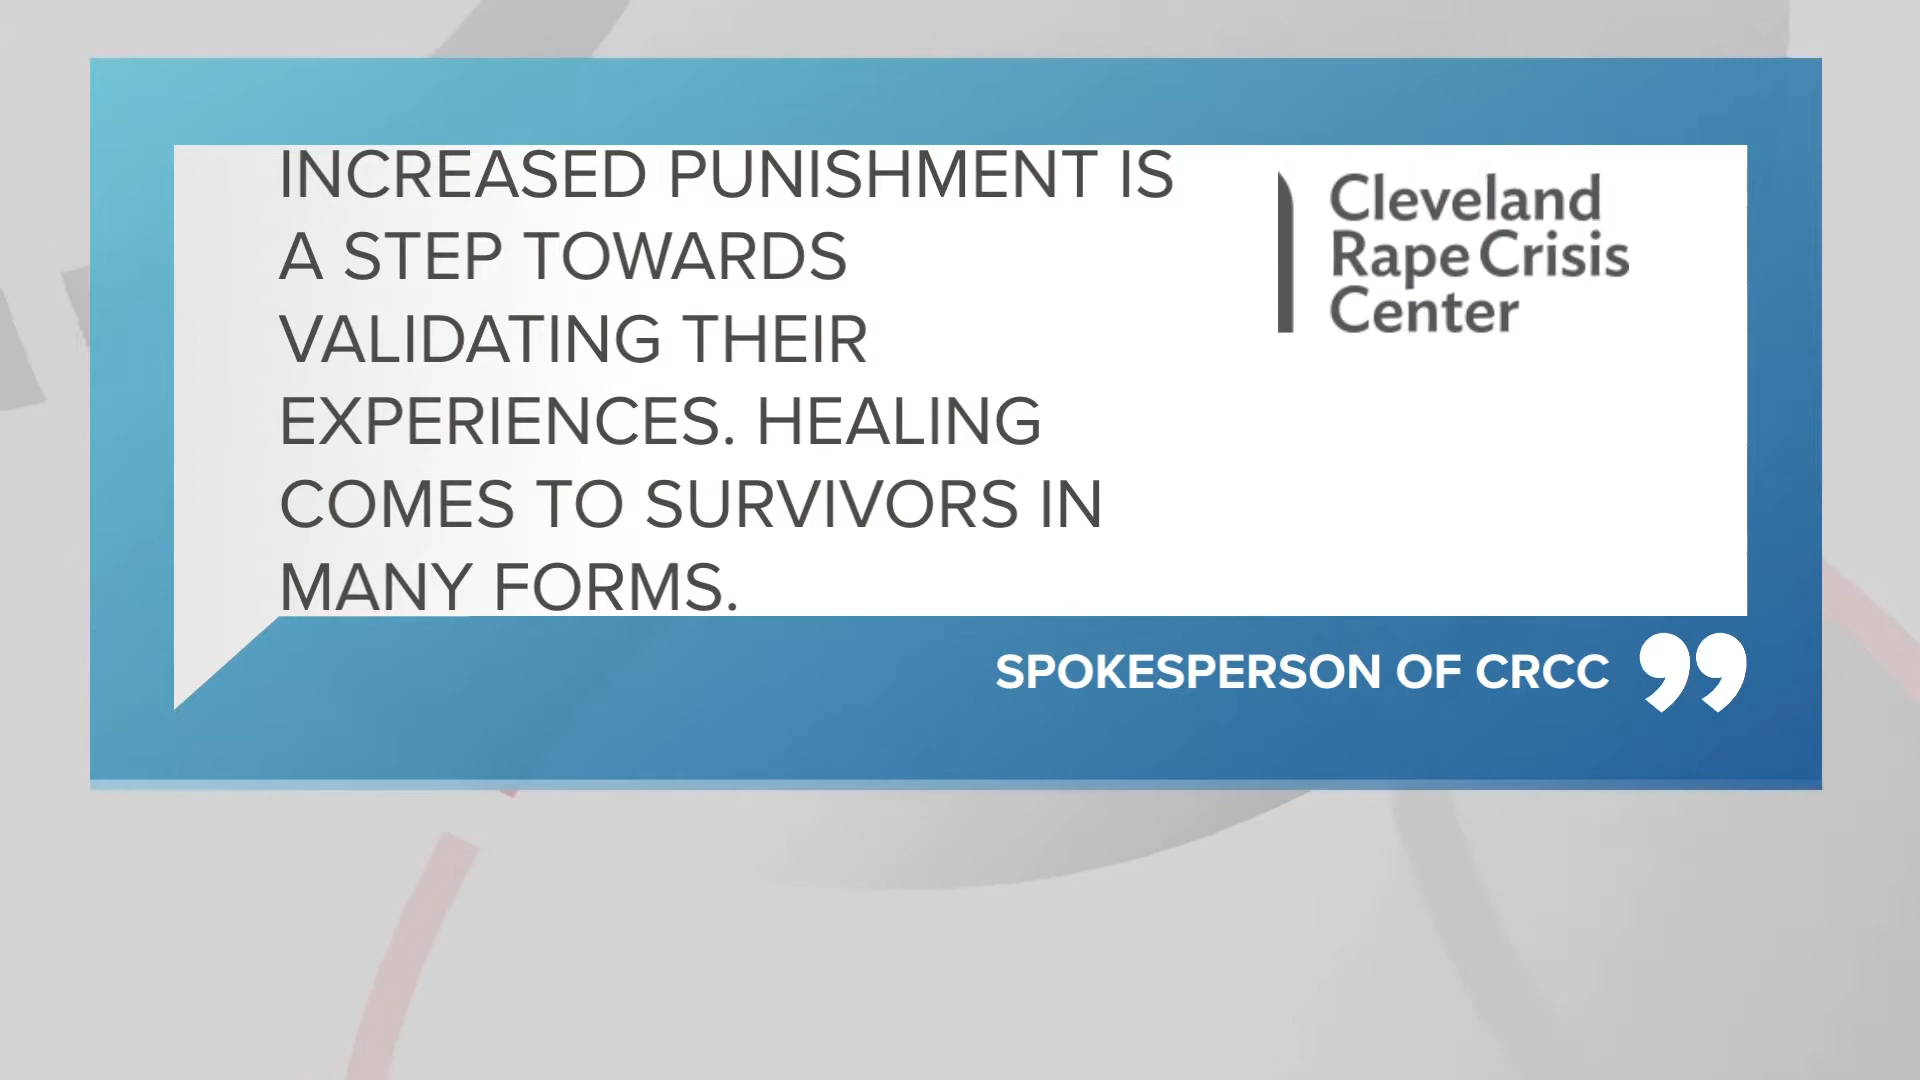 INCREASED PUNISHMENT IS
A STEP TOWARDS
VALIDATING THEIR
EXPERIENCES. HEALING
COMES TO SURVIVORS IN
MANY FORMS.
Cleveland
Rape Crisis
Center
SPOKESPERSON OF CRCC ”